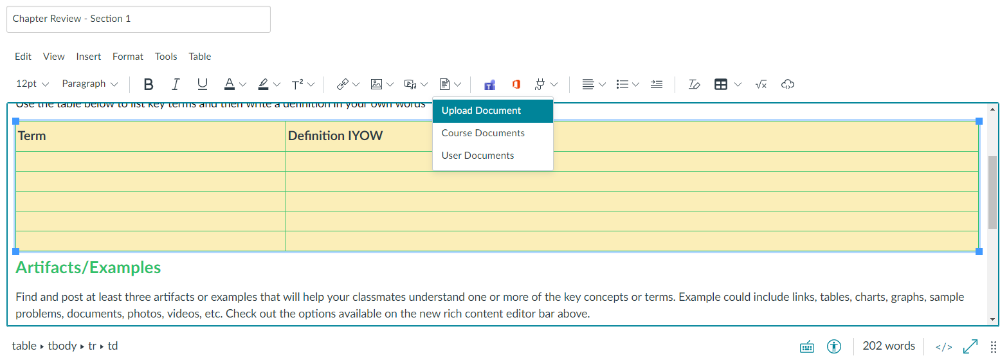 Chapter Review - Section 1
Edit View Insert Format Tools Table
12pt Paragraph B I U A T² T √x
Use the table below to list key terms and then write a definition in your own words
Upload Document
Course Documents
User Documents
Term Definition IYOW
Artifacts/Examples
Find and post at least three artifacts or examples that will help your classmates understand one or more of the key concepts or terms. Example could include links, tables, charts, graphs, sample
problems, documents, photos, videos, etc. Check out the options available on the new rich content editor bar above.
table ▸ tbody ▸ tr ▸ td 202 words </>